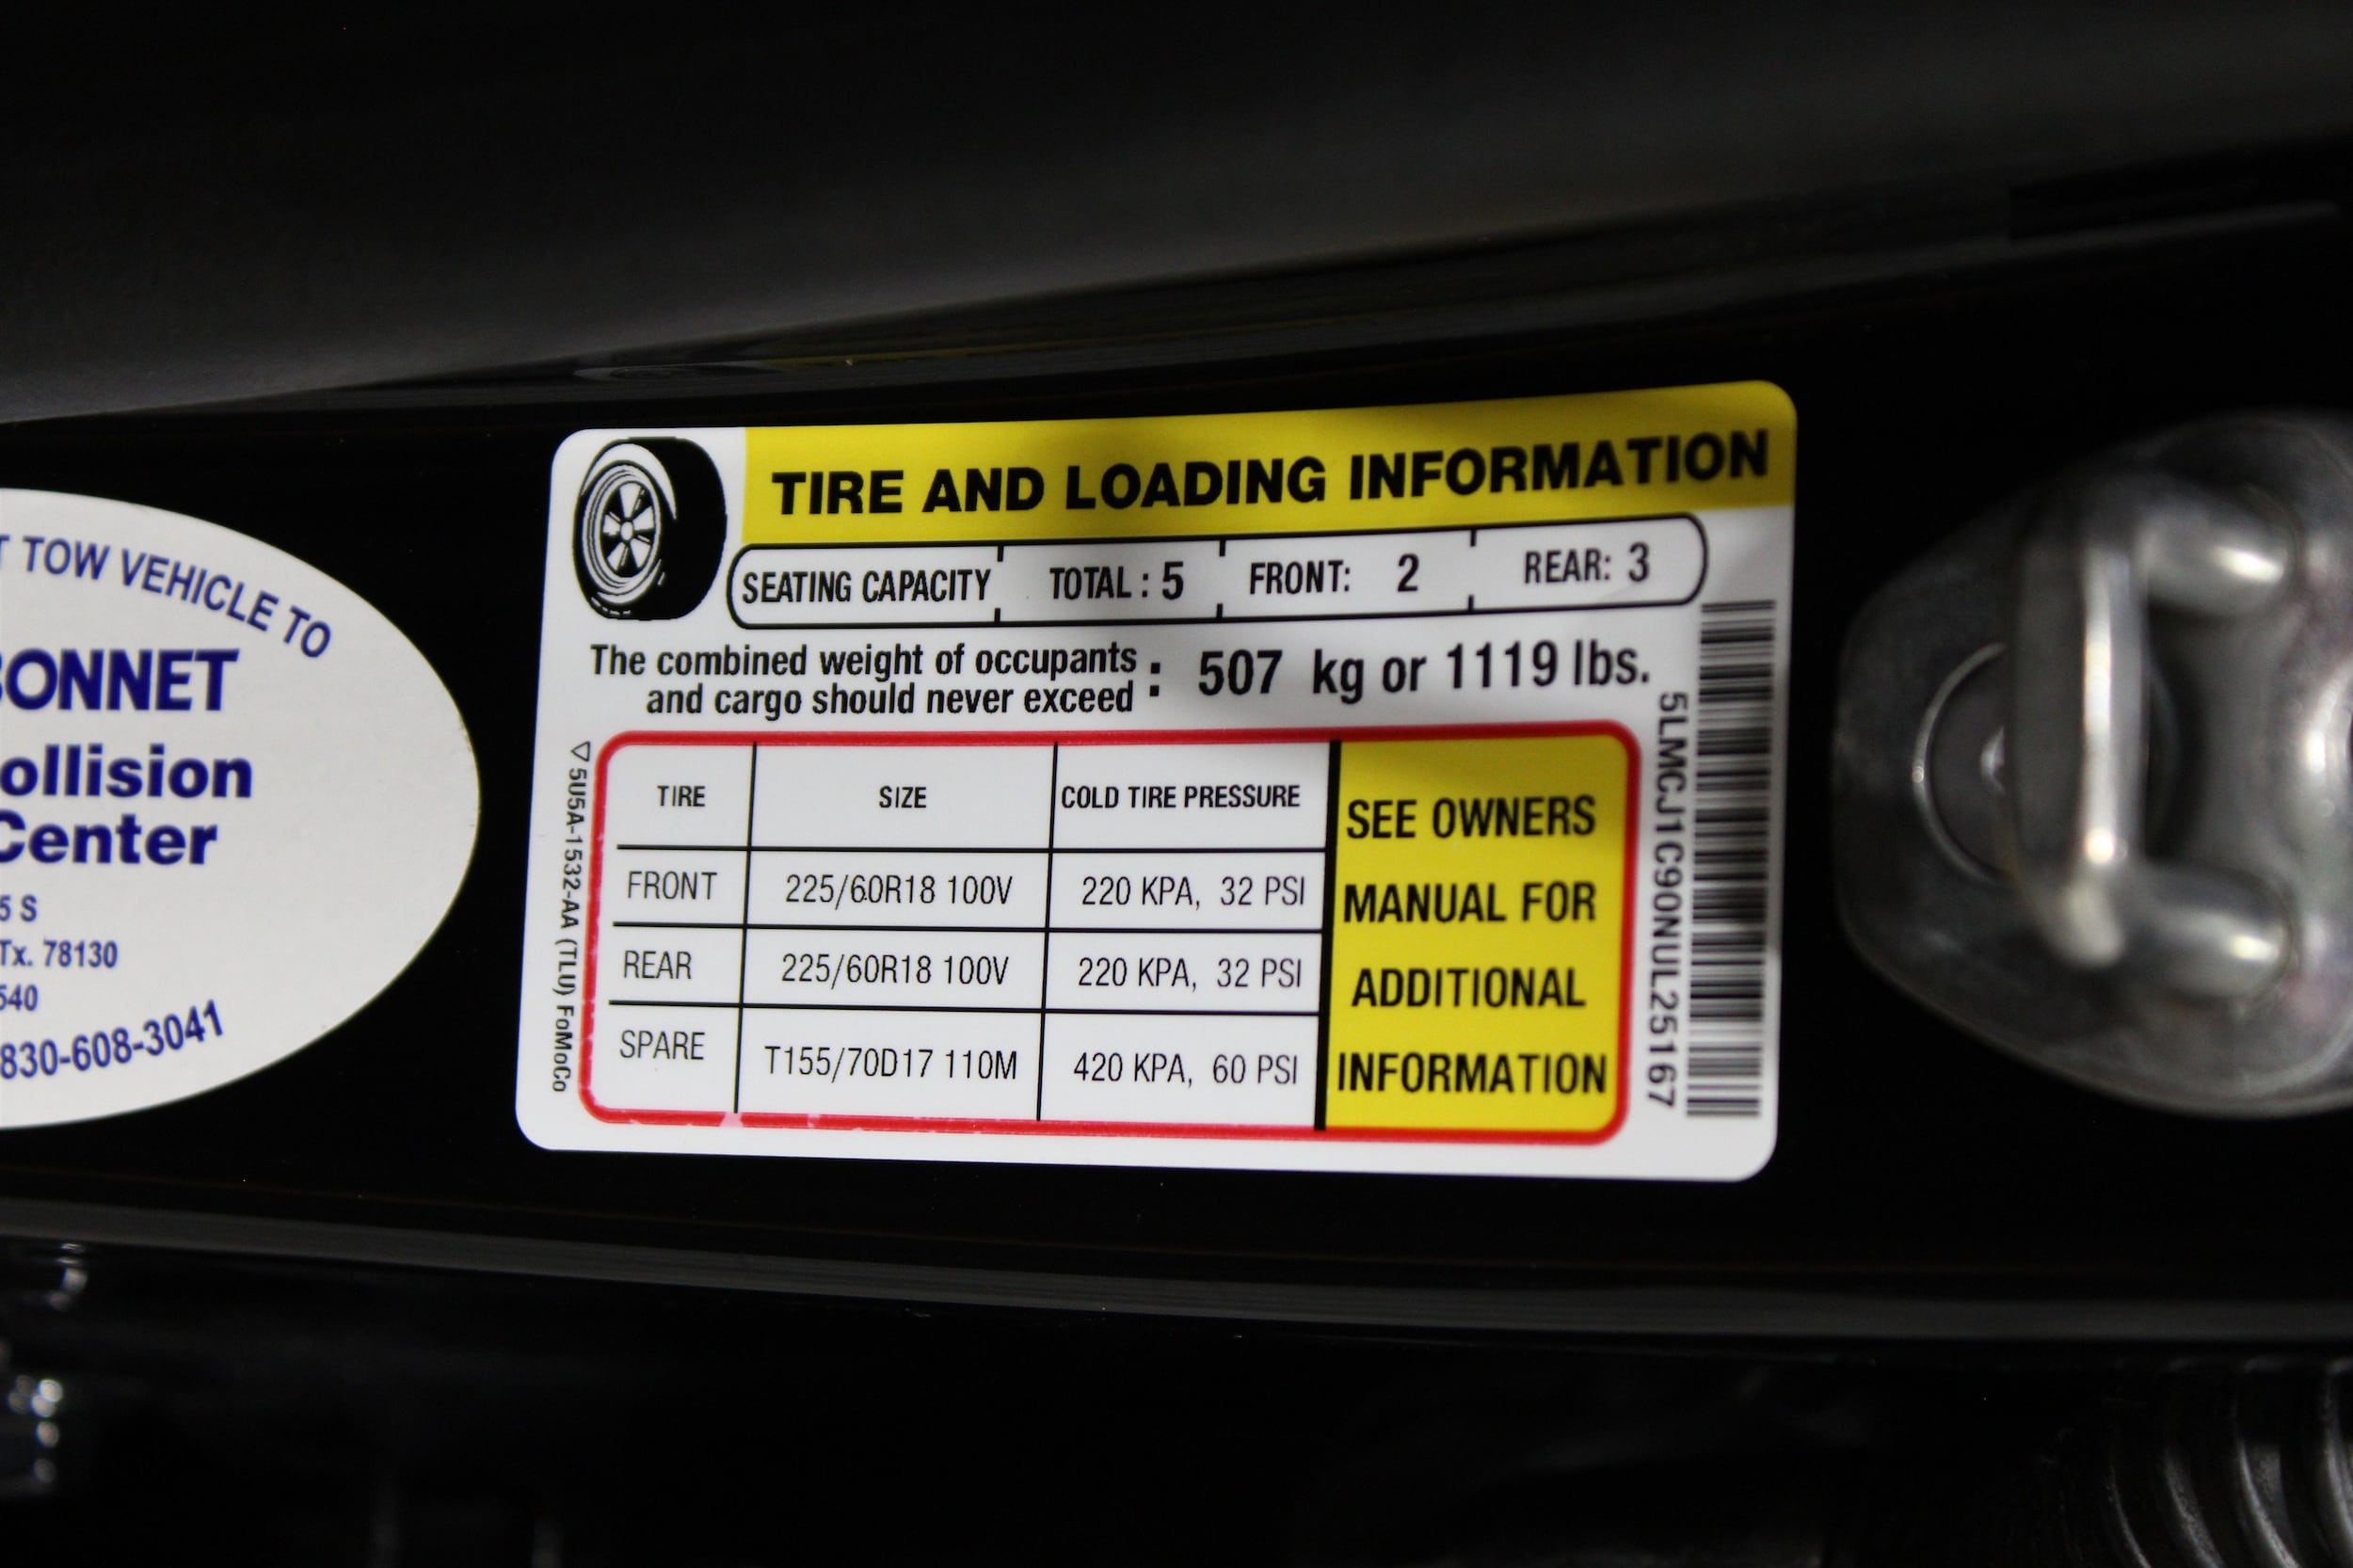 TOW VEHICLE TO
BONNET
ollision
Center
5 S
Tx. 78130
540
830-608-3041
TIRE AND LOADING INFORMATION
SEATING CAPACITY TOTAL : 5 FRONT: 2 REAR: 3
The combined weight of occupants
and cargo should never exceed : 507 kg or 1119 lbs.
TIRE SIZE COLD TIRE PRESSURE
FRONT 225/60R18 100V 220 KPA, 32 PSI
REAR 225/60R18 100V 220 KPA, 32 PSI
SPARE T155/70D17 110M 420 KPA, 60 PSI
SEE OWNERS
MANUAL FOR
ADDITIONAL
INFORMATION
5U5A-1532-AA (TLU) FoMoCo
5LMCJ1C90NUL25167